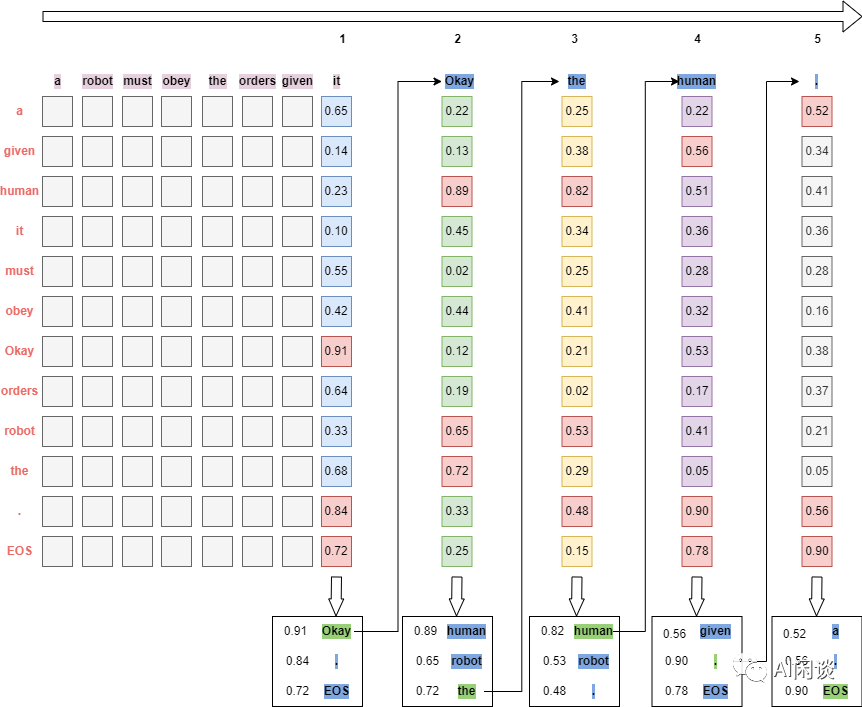 1 2 3 4 5
a robot must obey the orders given it Okay the human .
a 0.65 0.22 0.25 0.22 0.52
given 0.14 0.13 0.38 0.56 0.34
human 0.23 0.89 0.82 0.51 0.41
it 0.10 0.45 0.34 0.36 0.36
must 0.55 0.02 0.25 0.28 0.28
obey 0.42 0.44 0.41 0.32 0.16
Okay 0.91 0.12 0.21 0.53 0.38
orders 0.64 0.19 0.02 0.17 0.37
robot 0.33 0.65 0.53 0.41 0.21
the 0.68 0.72 0.29 0.05 0.05
. 0.84 0.33 0.48 0.90 0.56
EOS 0.72 0.25 0.15 0.78 0.90
0.91 Okay 0.89 human 0.82 human 0.56 given 0.52 a
0.84 . 0.65 robot 0.53 robot 0.90 . 0.56 .
0.72 EOS 0.72 the 0.48 . 0.78 EOS 0.90 EOS
AI闲谈